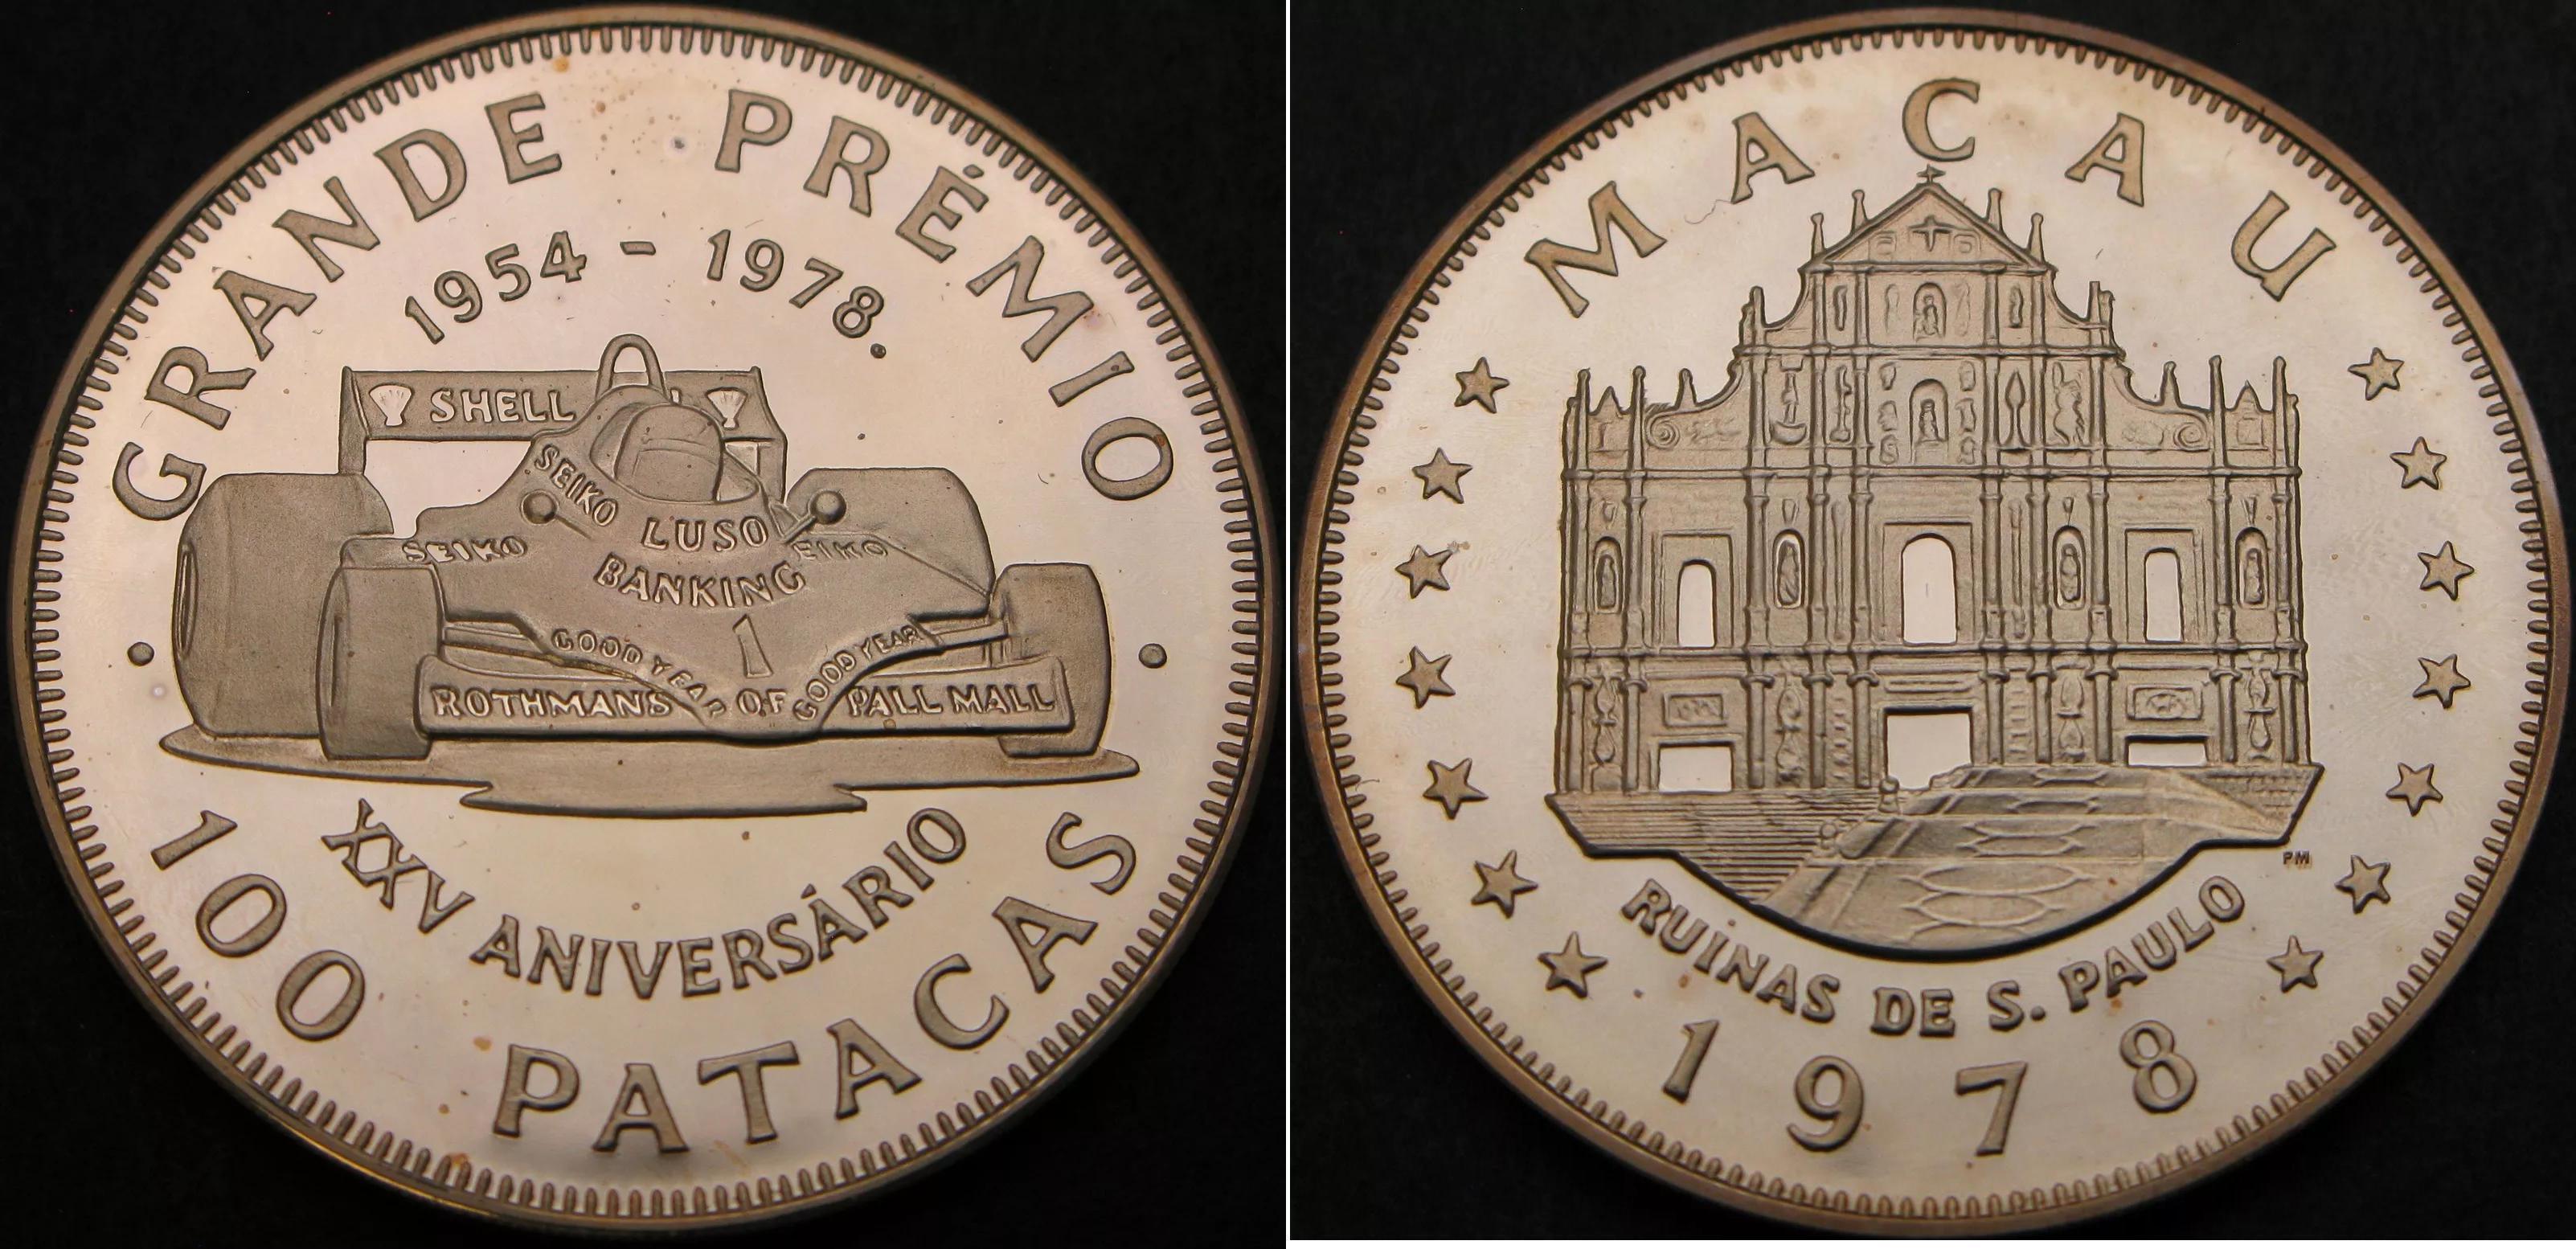 GRANDE PRÉMIO
1954 - 1978
SHELL
SEIKO
LUSO
SEIKO
EIKO
BANKING
1
GOOD YEAR
GOOD YEAR
ROTHMANS OF PALL MALL
XXV ANIVERSÁRIO
100 PATACAS
MACAU
PM
RUINAS DE S. PAULO
1978